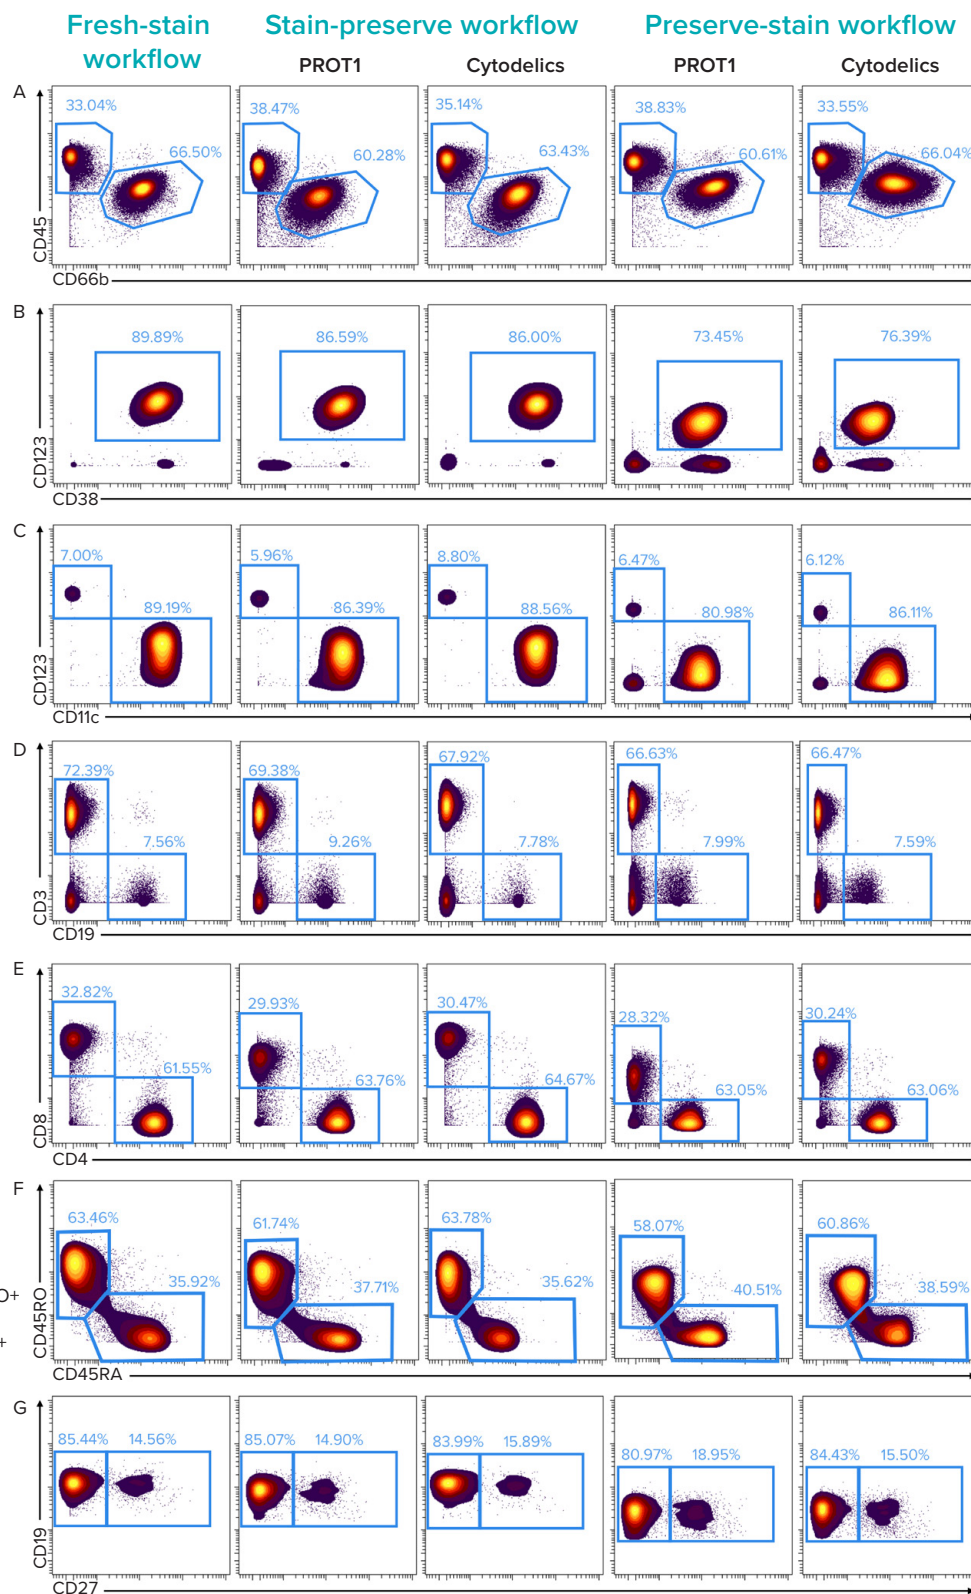 Fresh-stain workflow
Stain-preserve workflow
Preserve-stain workflow
PROT1
Cytodelics
PROT1
Cytodelics
A
33.04%
66.50%
38.47%
60.28%
35.14%
63.43%
38.83%
60.61%
33.55%
66.04%
CD45
CD66b
B
89.89%
86.59%
86.00%
73.45%
76.39%
CD123
CD38
C
7.00%
89.19%
5.96%
86.39%
8.80%
88.56%
6.47%
80.98%
6.12%
86.11%
CD123
CD11c
D
72.39%
7.56%
69.38%
9.26%
67.92%
7.78%
66.63%
7.99%
66.47%
7.59%
CD3
CD19
E
32.82%
61.55%
29.93%
63.76%
30.47%
64.67%
28.32%
63.05%
30.24%
63.06%
CD8
CD4
F
63.46%
35.92%
61.74%
37.71%
63.78%
35.62%
58.07%
40.51%
60.86%
38.59%
O+
+
CD45RO
CD45RA
G
85.44%
14.56%
85.07%
14.90%
83.99%
15.89%
80.97%
18.95%
84.43%
15.50%
CD19
CD27